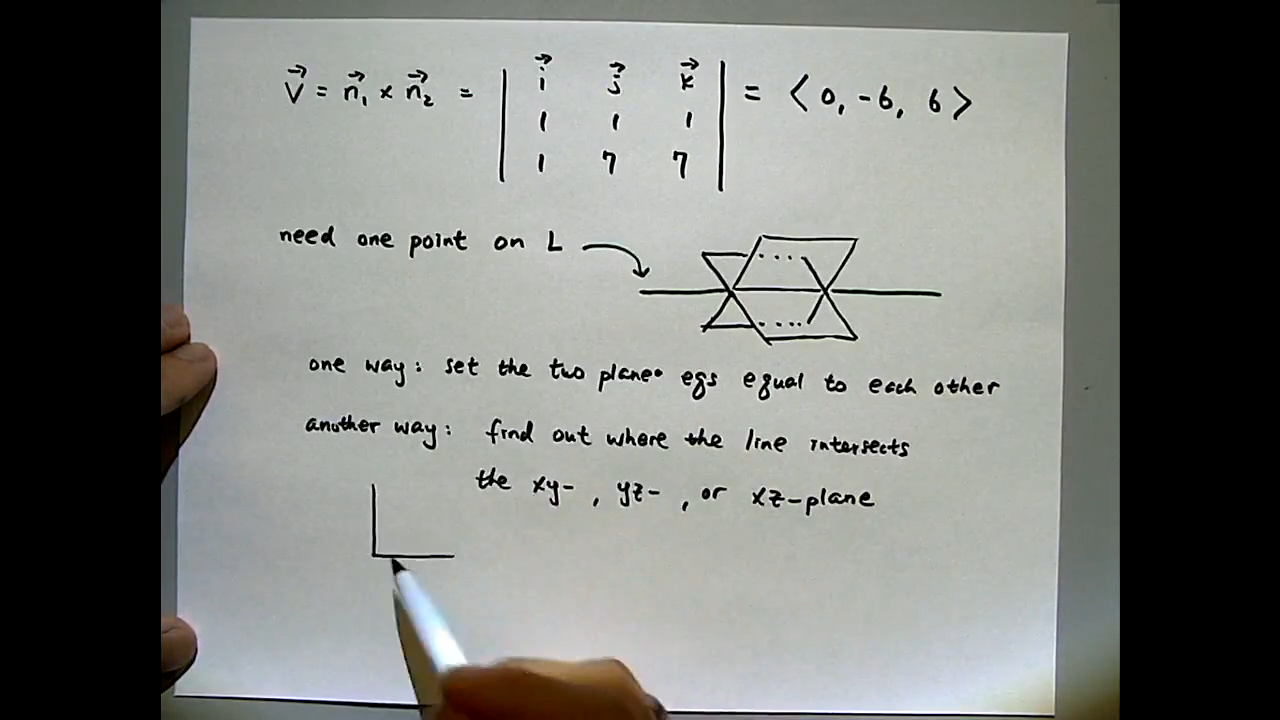 v⃗ = n⃗₁ × n⃗₂ = | i⃗ j⃗ k⃗ | = ⟨0, -6, 6⟩
1 1 1
1 7 7
need one point on L
one way: set the two plane eqs equal to each other
another way: find out where the line intersects
the xy-, yz-, or xz-plane